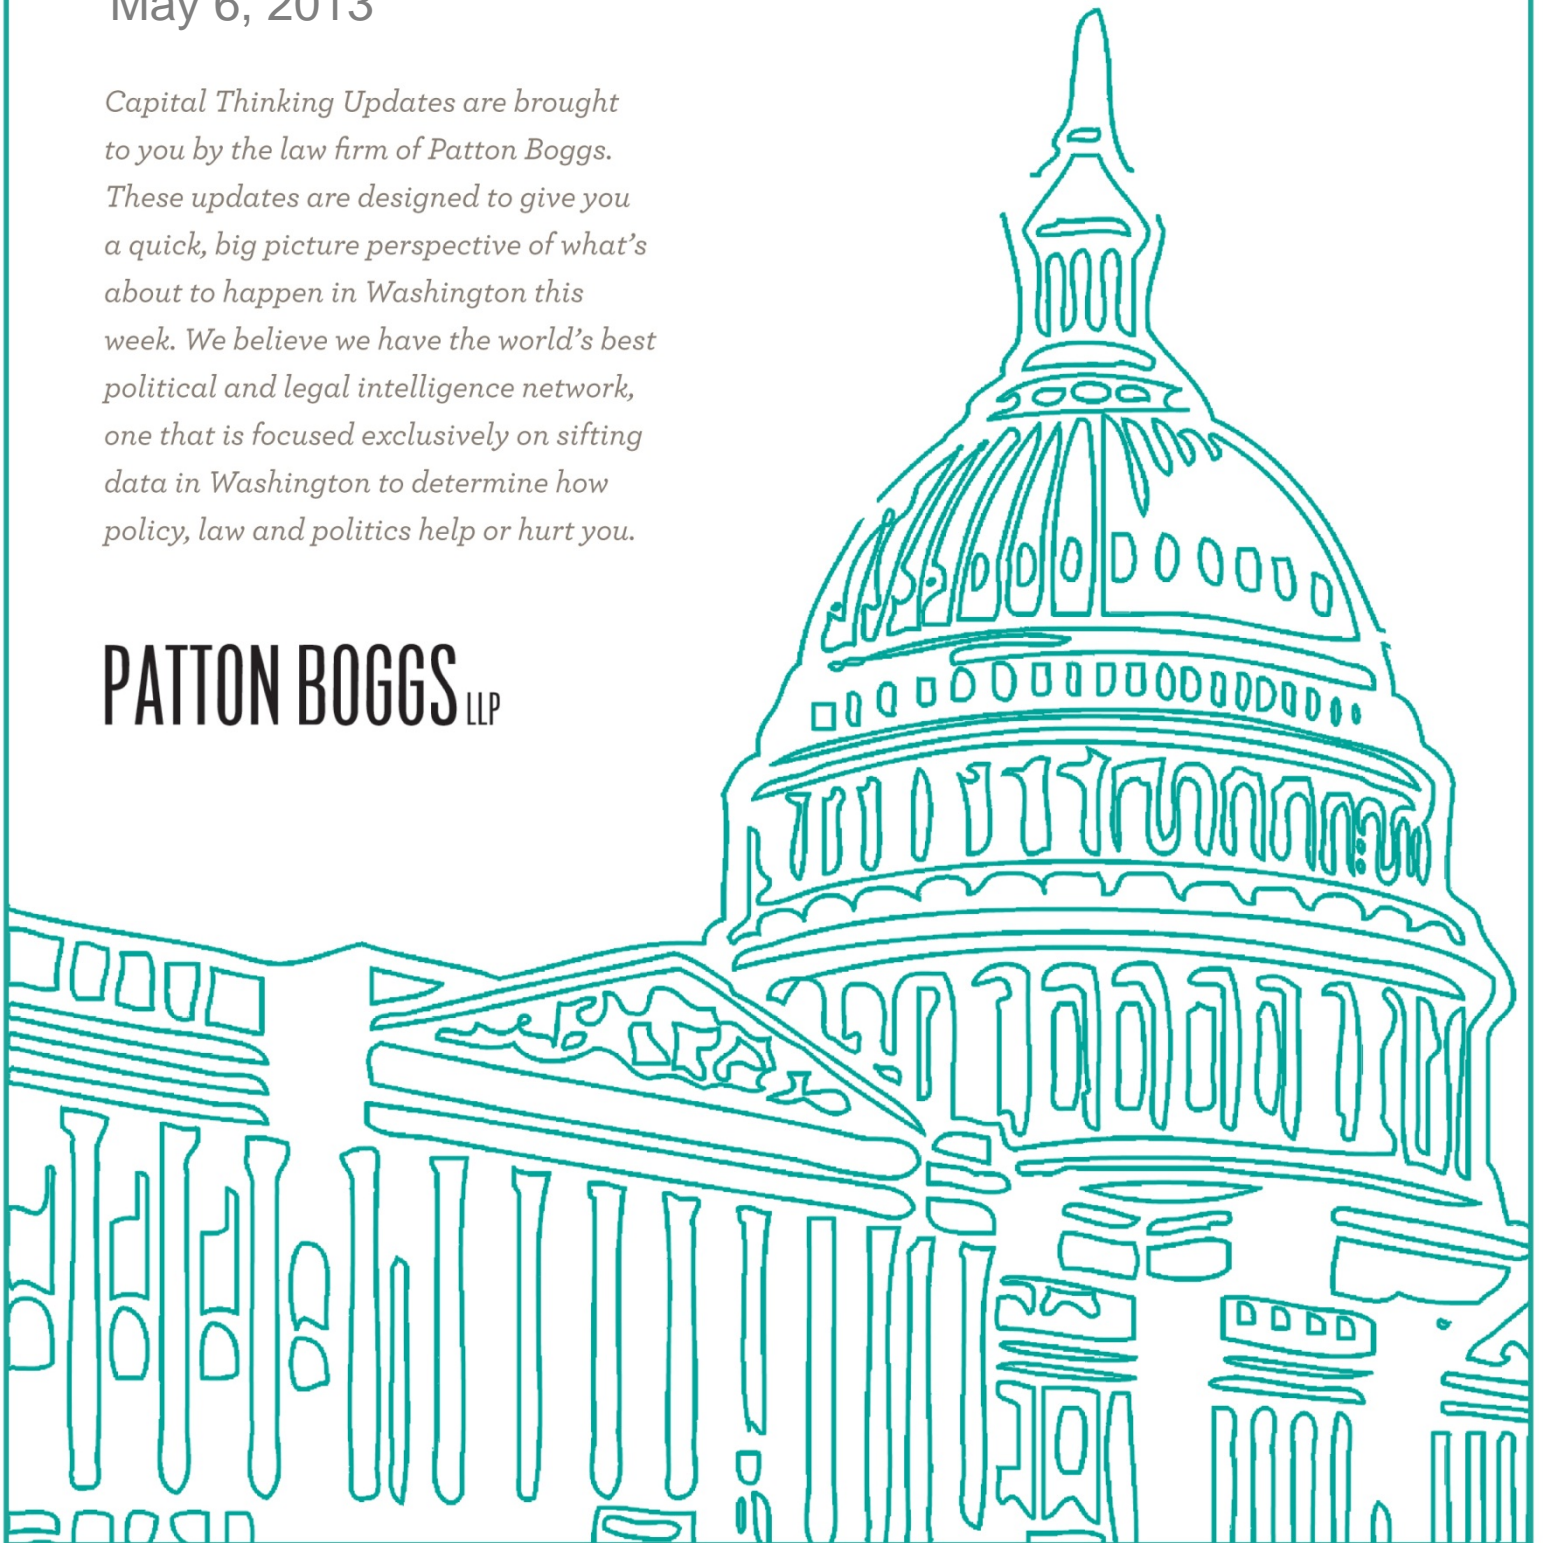 May 6, 2013
Capital Thinking Updates are brought
to you by the law firm of Patton Boggs.
These updates are designed to give you
a quick, big picture perspective of what's
about to happen in Washington this
week. We believe we have the world's best
political and legal intelligence network,
one that is focused exclusively on sifting
data in Washington to determine how
policy, law and politics help or hurt you.
PATTON BOGGS LLP